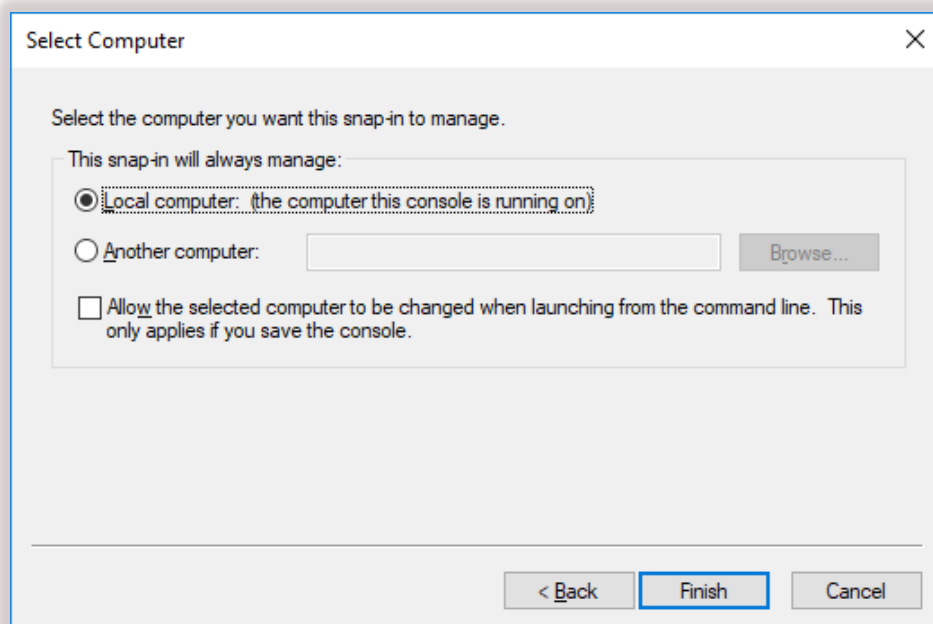 Select Computer
Select the computer you want this snap-in to manage.
This snap-in will always manage:
Local computer:  (the computer this console is running on)
Another computer:
Browse...
Allow the selected computer to be changed when launching from the command line.  This
only applies if you save the console.
< Back
Finish
Cancel